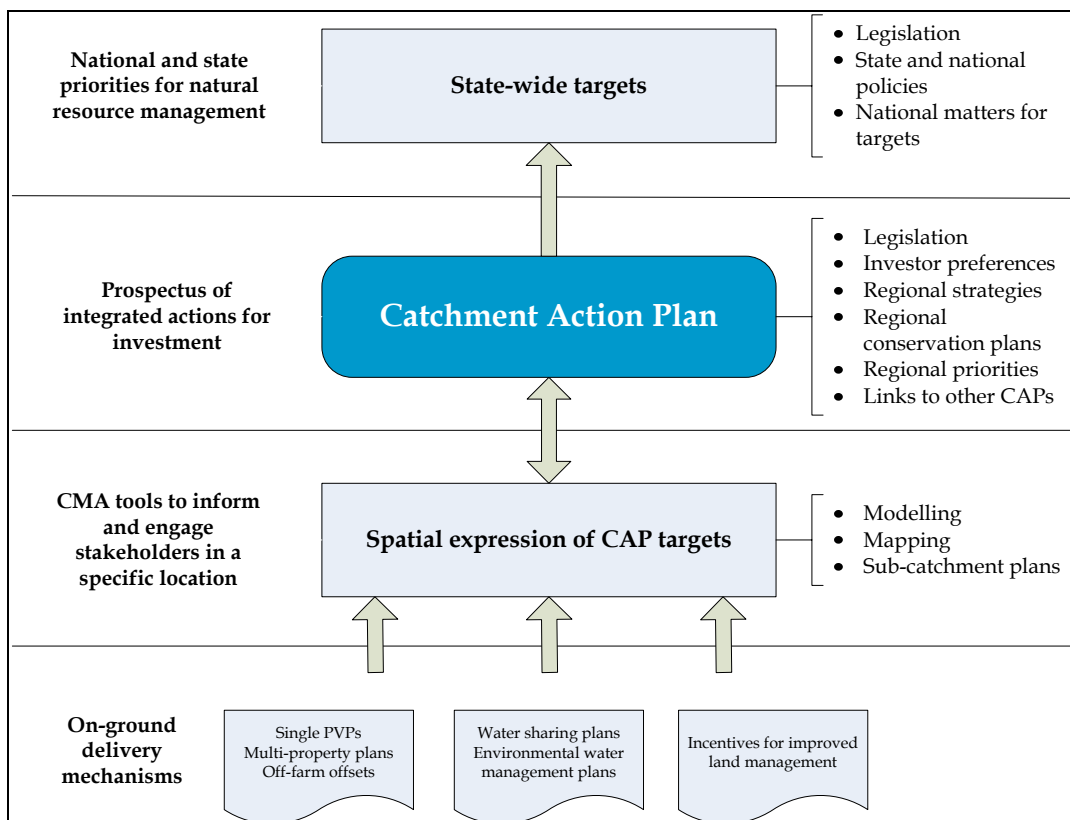 National and state
priorities for natural
resource management
State-wide targets
• Legislation
• State and national
policies
• National matters for
targets
Prospectus of
integrated actions for
investment
Catchment Action Plan
• Legislation
• Investor preferences
• Regional strategies
• Regional
conservation plans
• Regional priorities
• Links to other CAPs
CMA tools to inform
and engage
stakeholders in a
specific location
Spatial expression of CAP targets
• Modelling
• Mapping
• Sub-catchment plans
On-ground
delivery
mechanisms
Single PVPs
Multi-property plans
Off-farm offsets
Water sharing plans
Environmental water
management plans
Incentives for improved
land management